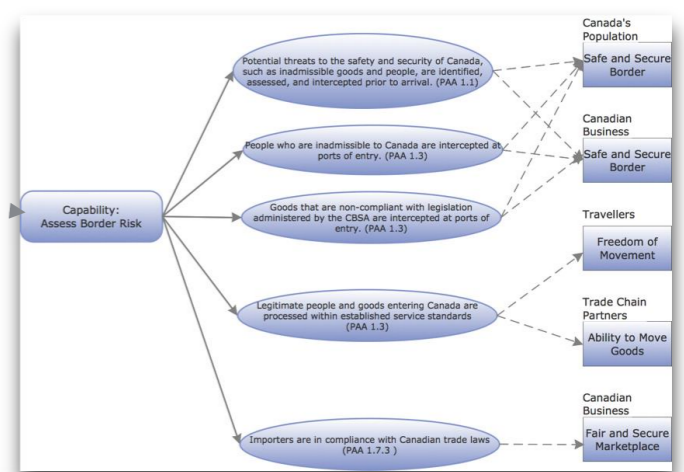 Capability:
Assess Border Risk
Potential threats to the safety and security of Canada,
such as inadmissible goods and people, are identified,
assessed, and intercepted prior to arrival. (PAA 1.1)
People who are inadmissible to Canada are intercepted at
ports of entry. (PAA 1.3)
Goods that are non-compliant with legislation
administered by the CBSA are intercepted at ports of
entry. (PAA 1.3)
Legitimate people and goods entering Canada are
processed within established service standards
(PAA 1.3)
Importers are in compliance with Canadian trade laws
(PAA 1.7.3 )
Canada's
Population
Safe and Secure
Border
Canadian
Business
Safe and Secure
Border
Travellers
Freedom of
Movement
Trade Chain
Partners
Ability to Move
Goods
Canadian
Business
Fair and Secure
Marketplace